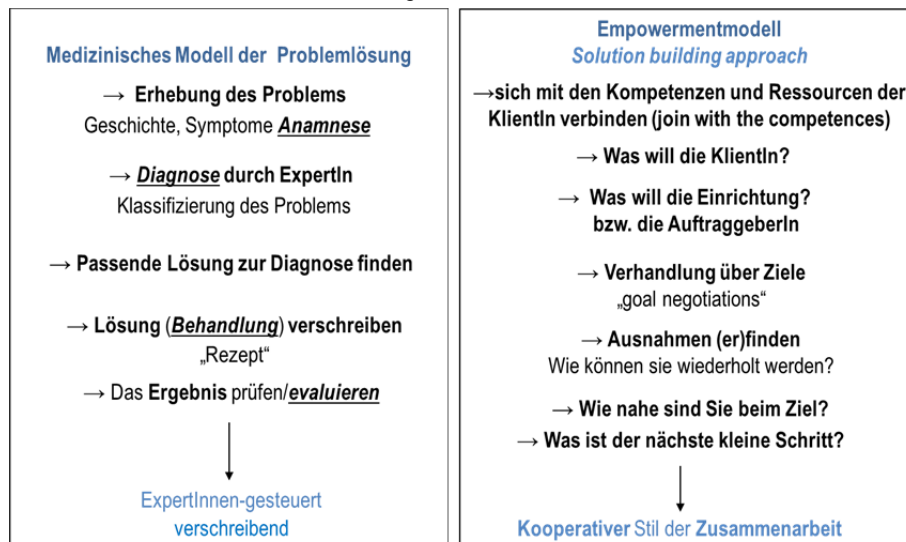 Medizinisches Modell der Problemlösung
→ Erhebung des Problems
Geschichte, Symptome Anamnese
→ Diagnose durch ExpertIn
Klassifizierung des Problems
→ Passende Lösung zur Diagnose finden
→ Lösung (Behandlung) verschreiben
„Rezept“
→ Das Ergebnis prüfen/evaluieren
ExpertInnen-gesteuert
verschreibend
Empowermentmodell
Solution building approach
→sich mit den Kompetenzen und Ressourcen der
KlientIn verbinden (join with the competences)
→ Was will die KlientIn?
→ Was will die Einrichtung?
bzw. die AuftraggeberIn
→ Verhandlung über Ziele
„goal negotiations“
→ Ausnahmen (er)finden
Wie können sie wiederholt werden?
→ Wie nahe sind Sie beim Ziel?
→ Was ist der nächste kleine Schritt?
Kooperativer Stil der Zusammenarbeit